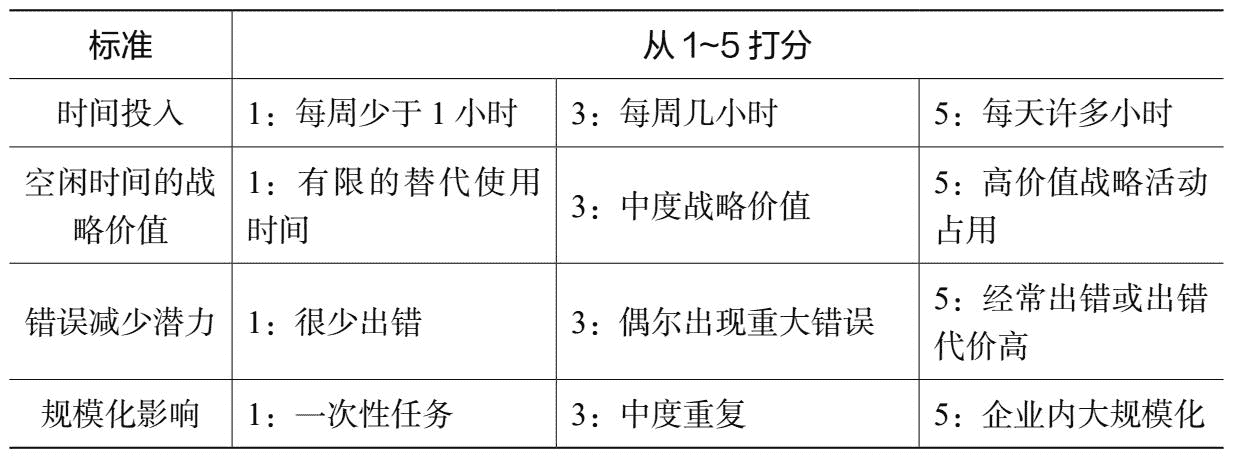 标准 从 1~5 打分
时间投入 1：每周少于 1 小时 3：每周几小时 5：每天许多小时
空闲时间的战
略价值
1：有限的替代使用
时间
3：中度战略价值
5：高价值战略活动
占用
错误减少潜力 1：很少出错 3：偶尔出现重大错误
5：经常出错或出错
代价高
规模化影响 1：一次性任务 3：中度重复 5：企业内大规模化